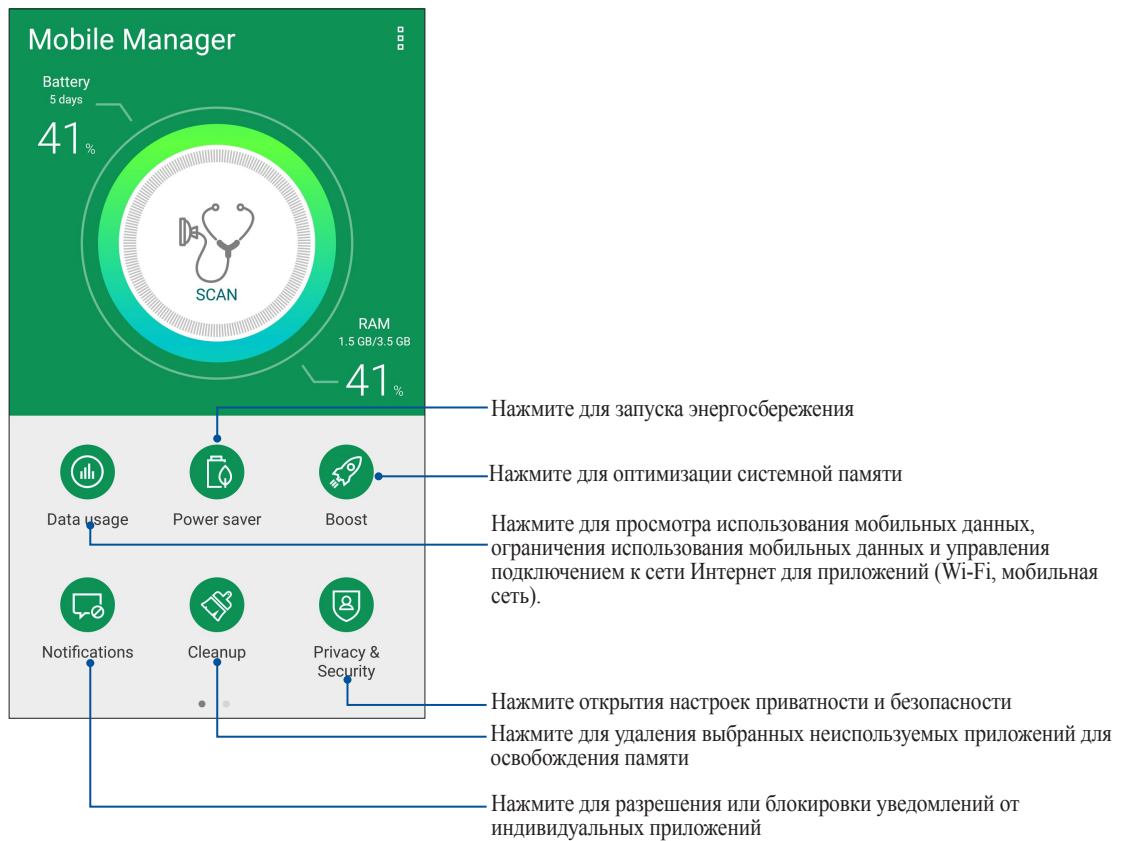 Mobile Manager
Battery
5 days
41 %
SCAN
RAM
1.5 GB/3.5 GB
41 %
Нажмите для запуска энергосбережения
Нажмите для оптимизации системной памяти
Data usage
Power saver
Boost
Нажмите для просмотра использования мобильных данных,
ограничения использования мобильных данных и управления
подключением к сети Интернет для приложений (Wi-Fi, мобильная
сеть).
Notifications
Cleanup
Privacy &
Security
Нажмите открытия настроек приватности и безопасности
Нажмите для удаления выбранных неиспользуемых приложений для
освобождения памяти
Нажмите для разрешения или блокировки уведомлений от
индивидуальных приложений